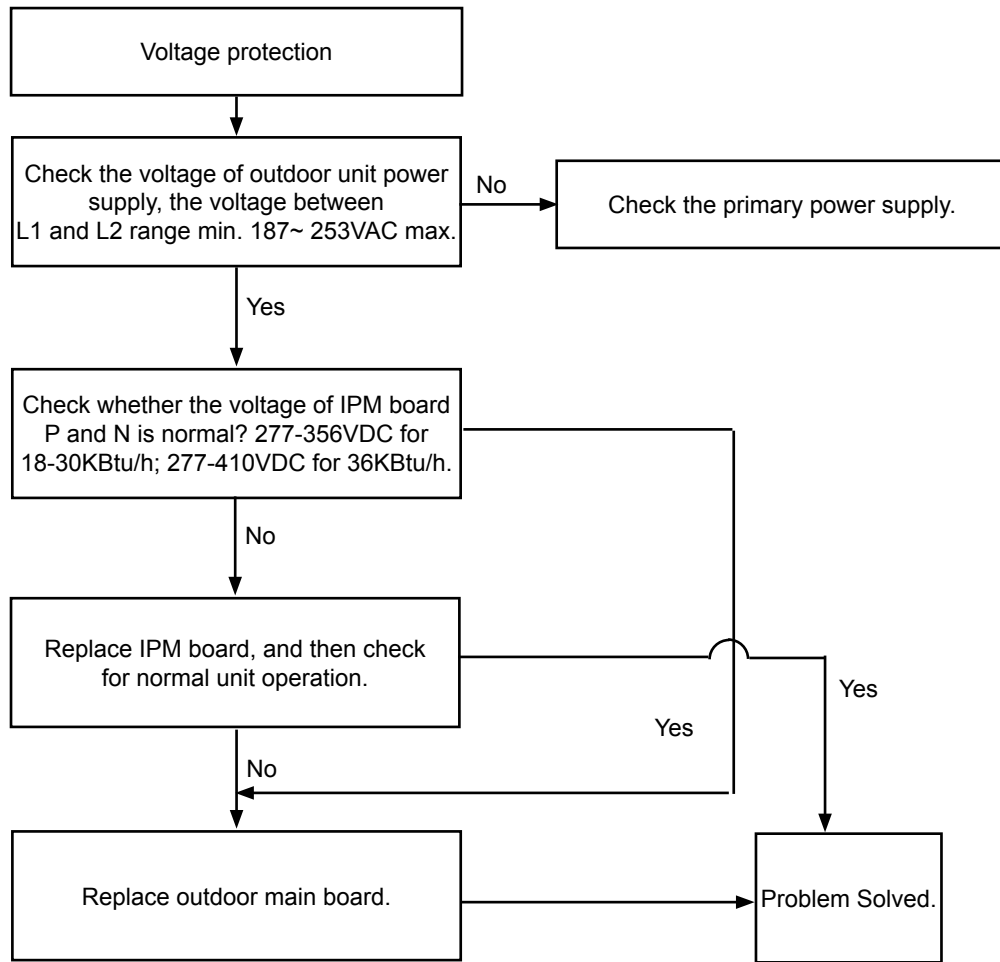 Voltage protection
Check the voltage of outdoor unit power
supply, the voltage between
L1 and L2 range min. 187~ 253VAC max.
No
Check the primary power supply.
Yes
Check whether the voltage of IPM board
P and N is normal? 277-356VDC for
18-30KBtu/h; 277-410VDC for 36KBtu/h.
No
Replace IPM board, and then check
for normal unit operation.
Yes
Yes
No
Replace outdoor main board.
Problem Solved.